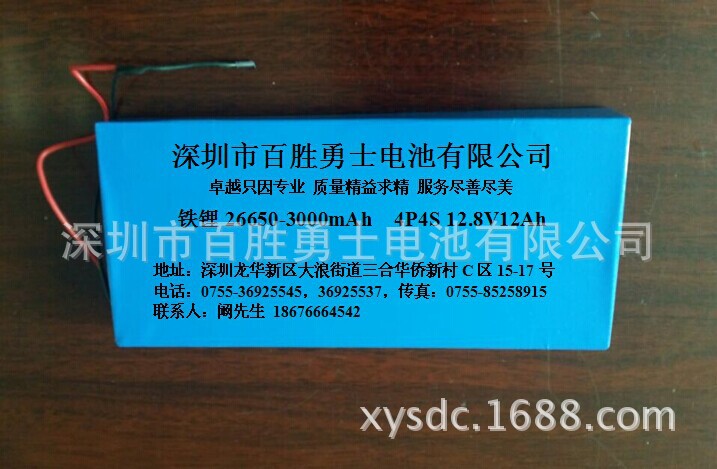 深圳市百胜勇士电池有限公司
卓越只因专业 质量精益求精 服务尽善尽美
铁锂 26650-3000mAh 4P4S 12.8V12Ah
深圳市百胜勇士电池有限公司
地址：深圳龙华新区大浪街道三合华侨新村 C 区 15-17 号
电话：0755-36925545，36925537，传真：0755-85258915
联系人：阚先生 18676664542
xysdc.1688.com